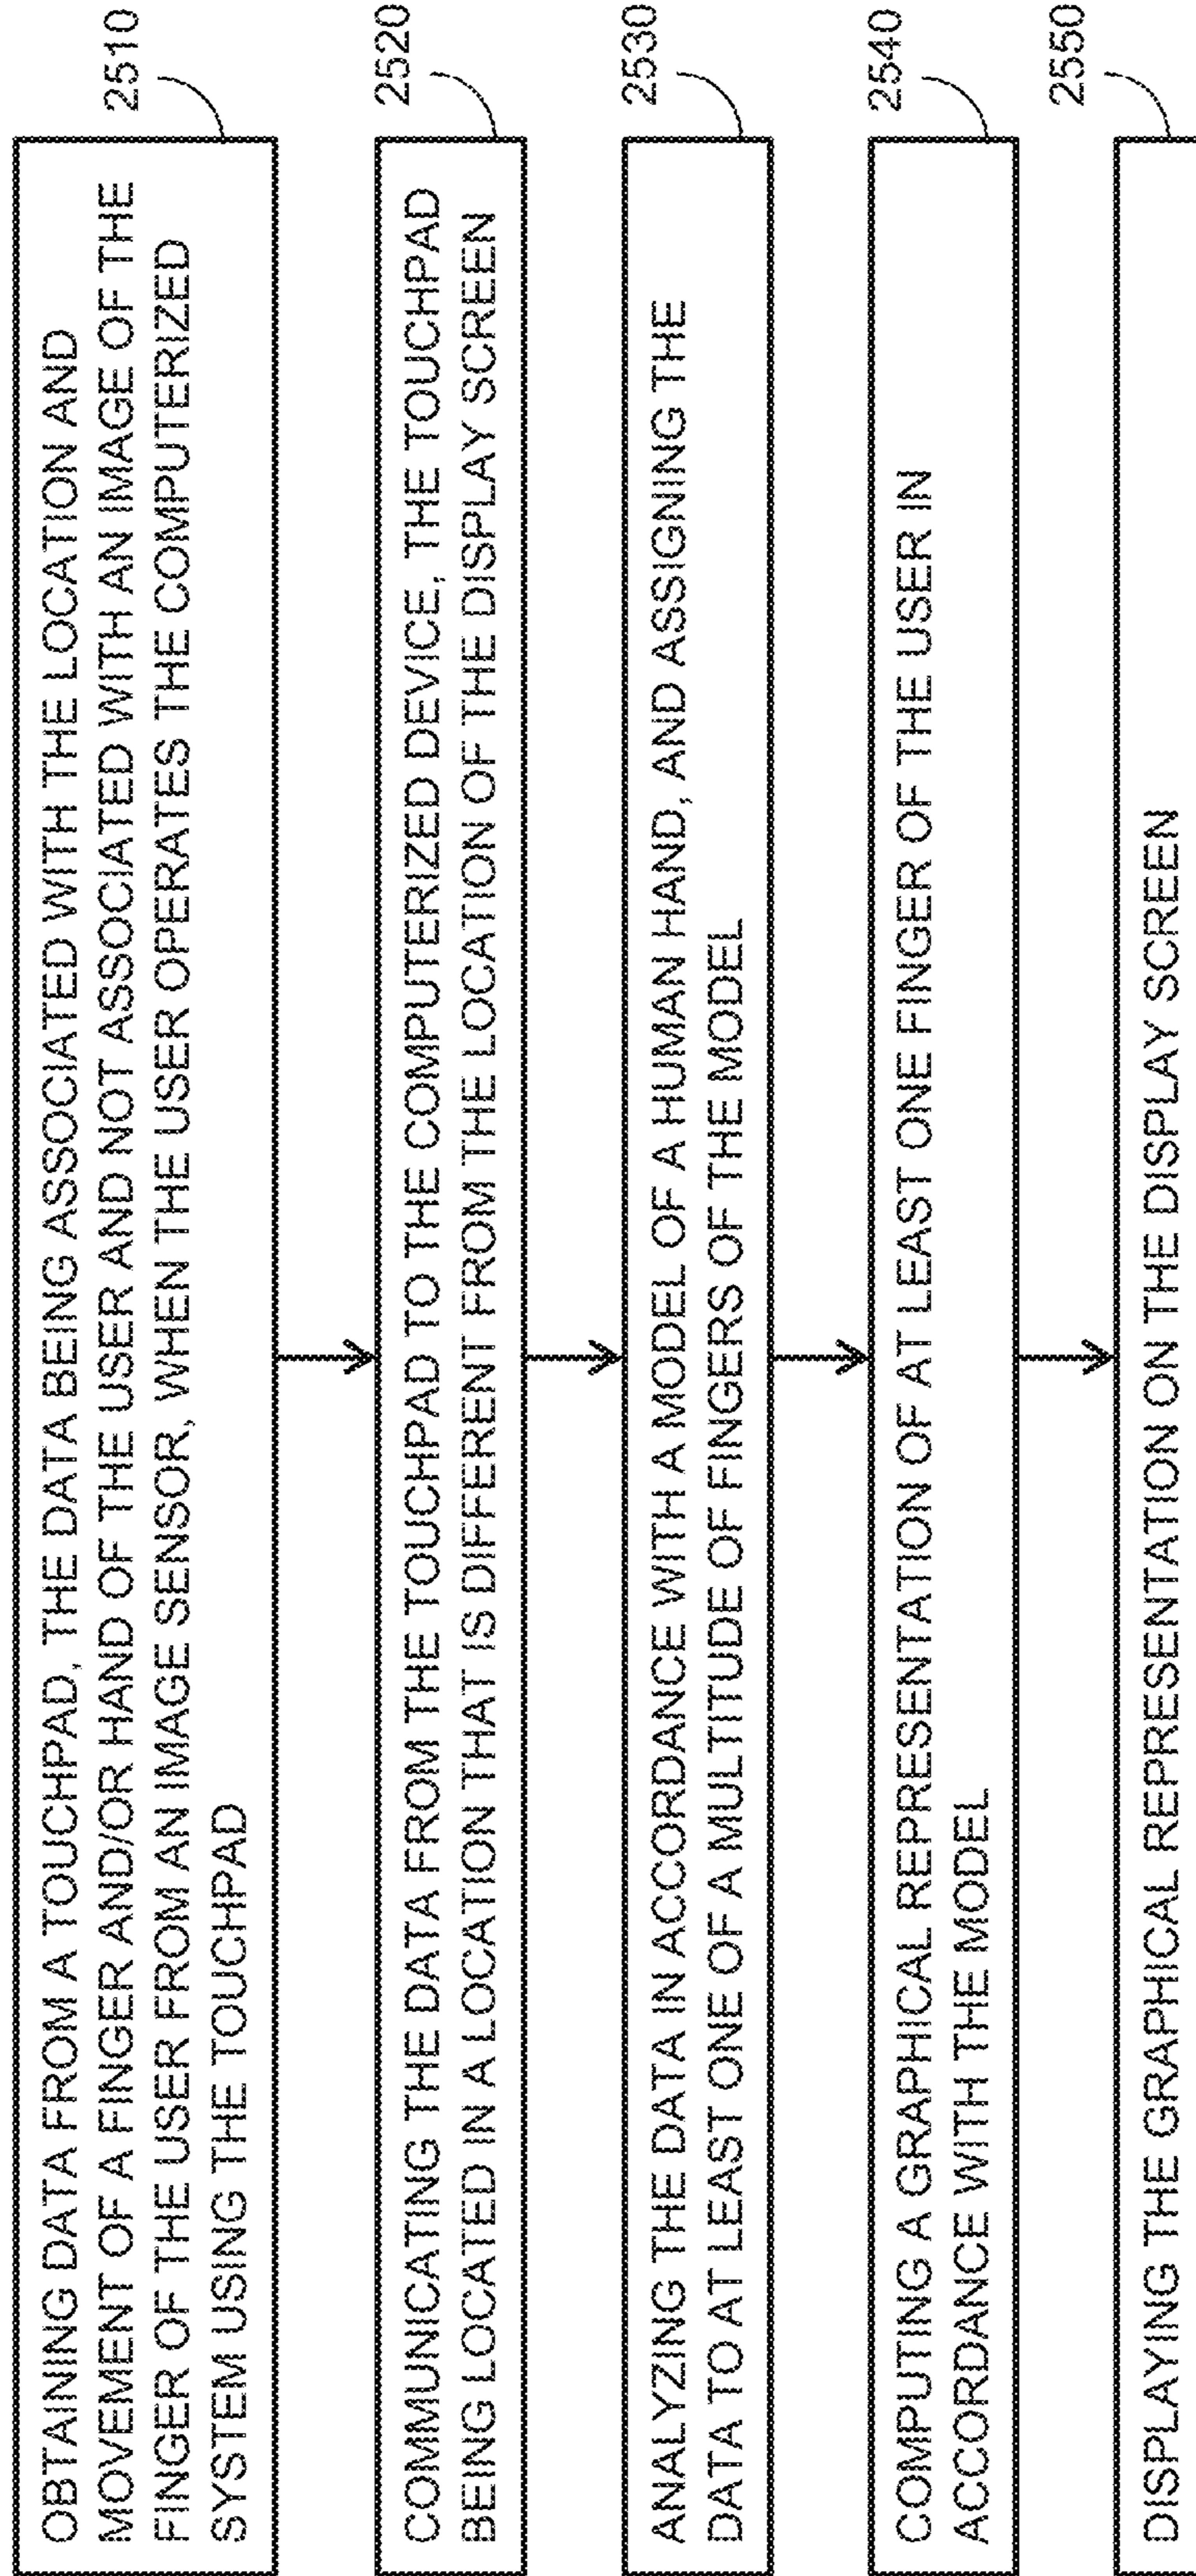 OBTAINING DATA FROM A TOUCHPAD, THE DATA BEING ASSOCIATED WITH THE LOCATION AND
MOVEMENT OF A FINGER AND/OR HAND OF THE USER AND NOT ASSOCIATED WITH AN IMAGE OF THE
FINGER OF THE USER FROM AN IMAGE SENSOR, WHEN THE USER OPERATES THE COMPUTERIZED
SYSTEM USING THE TOUCHPAD
2510
COMMUNICATING THE DATA FROM THE TOUCHPAD TO THE COMPUTERIZED DEVICE, THE TOUCHPAD
BEING LOCATED IN A LOCATION THAT IS DIFFERENT FROM THE LOCATION OF THE DISPLAY SCREEN
2520
ANALYZING THE DATA IN ACCORDANCE WITH A MODEL OF A HUMAN HAND, AND ASSIGNING THE
DATA TO AT LEAST ONE OF A MULTITUDE OF FINGERS OF THE MODEL
2530
COMPUTING A GRAPHICAL REPRESENTATION OF AT LEAST ONE FINGER OF THE USER IN
ACCORDANCE WITH THE MODEL
2540
DISPLAYING THE GRAPHICAL REPRESENTATION ON THE DISPLAY SCREEN
2550